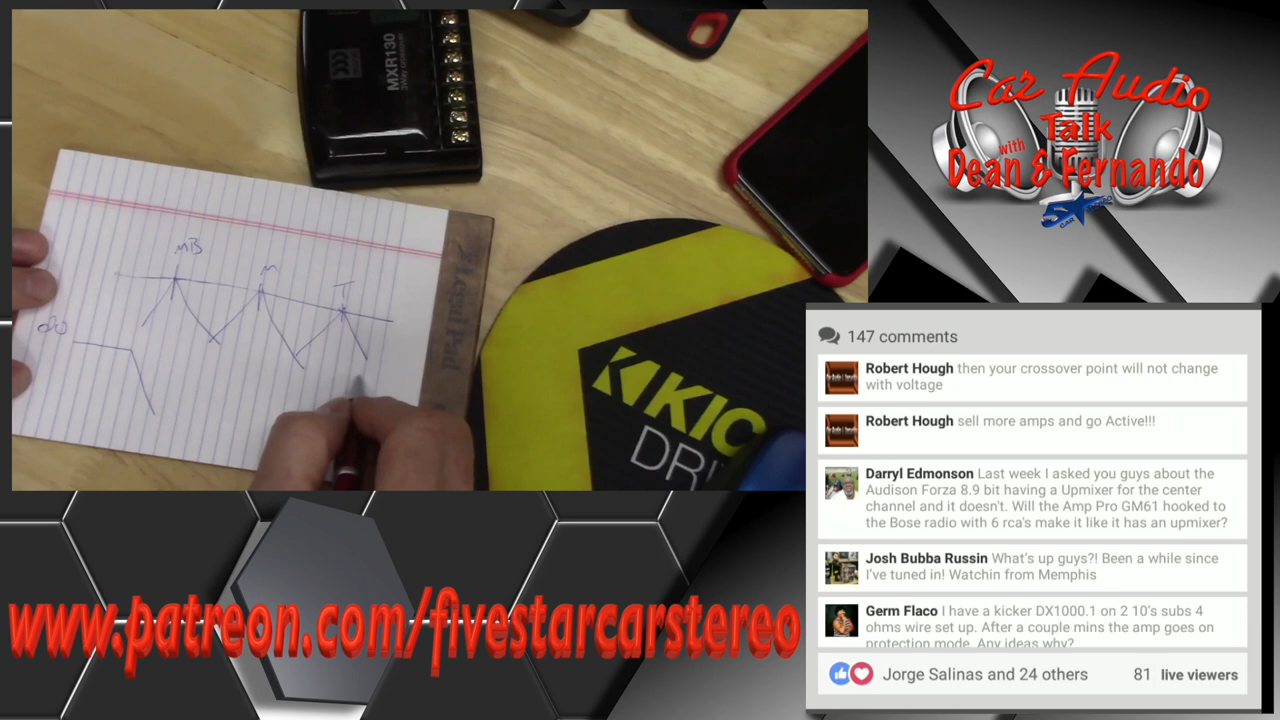 MXR130
3Way crossover
MB
M
T
Legal Pad
KIC
DRI
Car Audio
Talk
with
Dean & Fernando
147 comments
Robert Hough then your crossover point will not change
with voltage
Robert Hough sell more amps and go Active!!!
Darryl Edmonson Last week I asked you guys about the
Audison Forza 8.9 bit having a Upmixer for the center
channel and it doesn't. Will the Amp Pro GM61 hooked to
the Bose radio with 6 rca's make it like it has an upmixer?
Josh Bubba Russin What's up guys?! Been a while since
I've tuned in! Watchin from Memphis
Germ Flaco I have a kicker DX1000.1 on 2 10's subs 4
ohms wire set up. After a couple mins the amp goes on
protection mode. Any ideas why?
Jorge Salinas and 24 others
81 live viewers
www.patreon.com/fivestarcarstereo